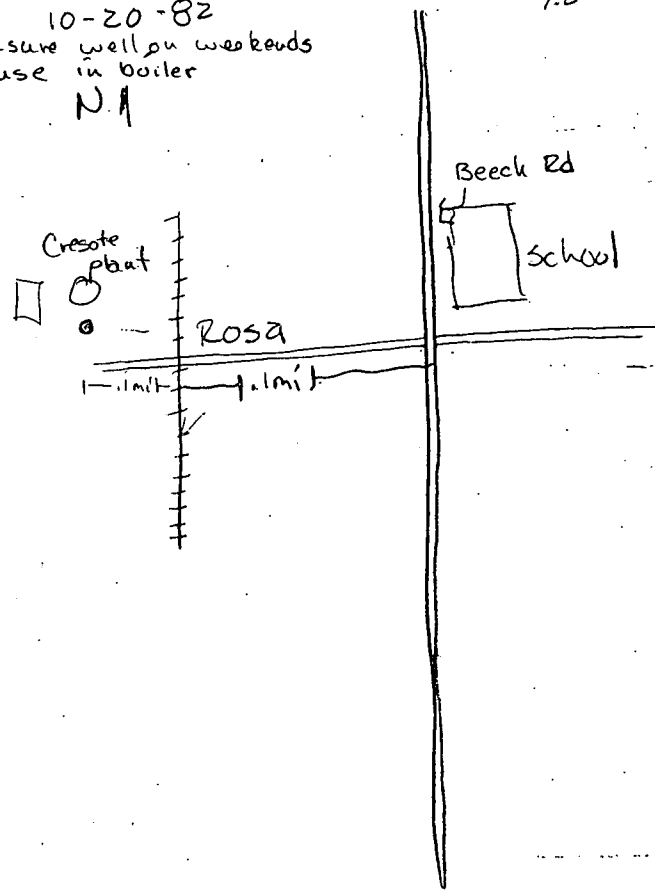 10-20-82
sure well on weekends
use in boiler
N
Beech Rd
Cresote
plant
School
Rosa
.1mi
.1mi